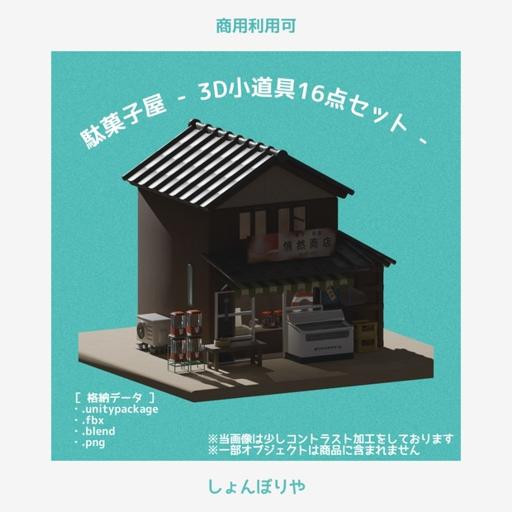 商用利用可
駄菓子屋 - 3D小道具16点セット -
商店
[ 格納データ ]
・.unitypackage
・.fbx
・.blend
・.png
※当画像は少しコントラスト加工をしております
※一部オブジェクトは商品に含まれません
しょんぼりや